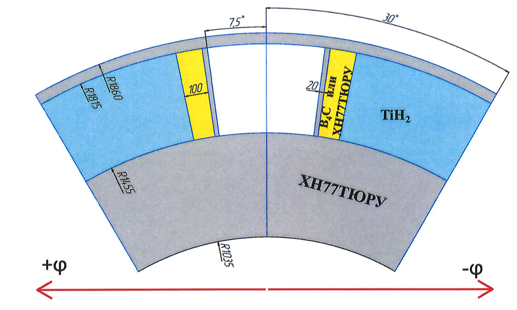 7,5°
30°
R1860
R1815
100
20
B₄C или
ХН77ТЮРУ
TiH₂
R1455
ХН77ТЮРУ
R1035
+φ
-φ